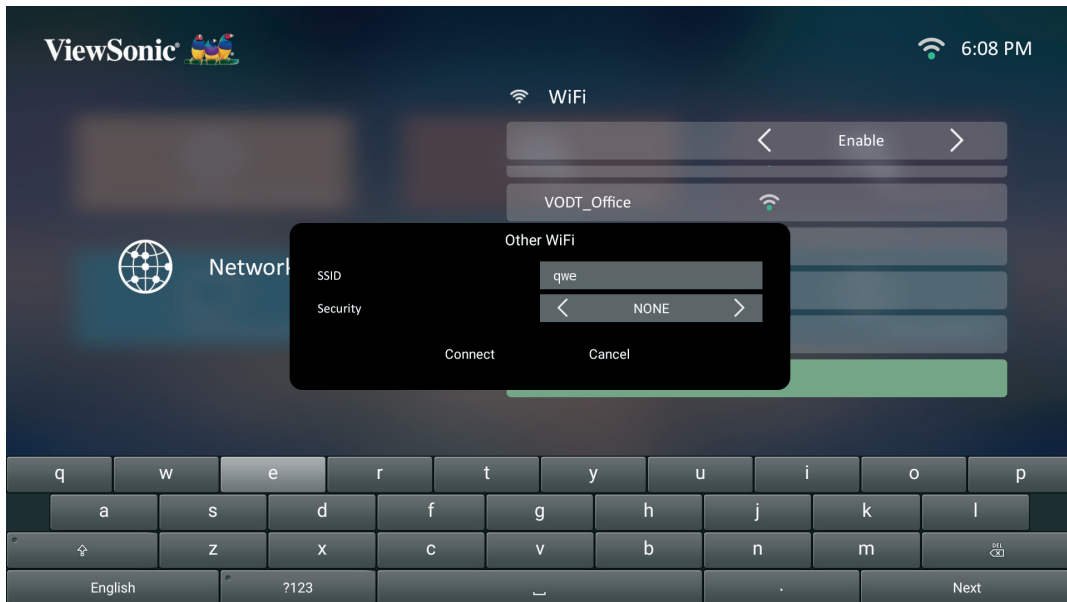 ViewSonic®
6:08 PM
WiFi
Enable
VODT_Office
Network
Other WiFi
SSID qwe
Security NONE
Connect Cancel
q w e r t y u i o p
a s d f g h j k l
z x c v b n m DEL
English ?123 . Next